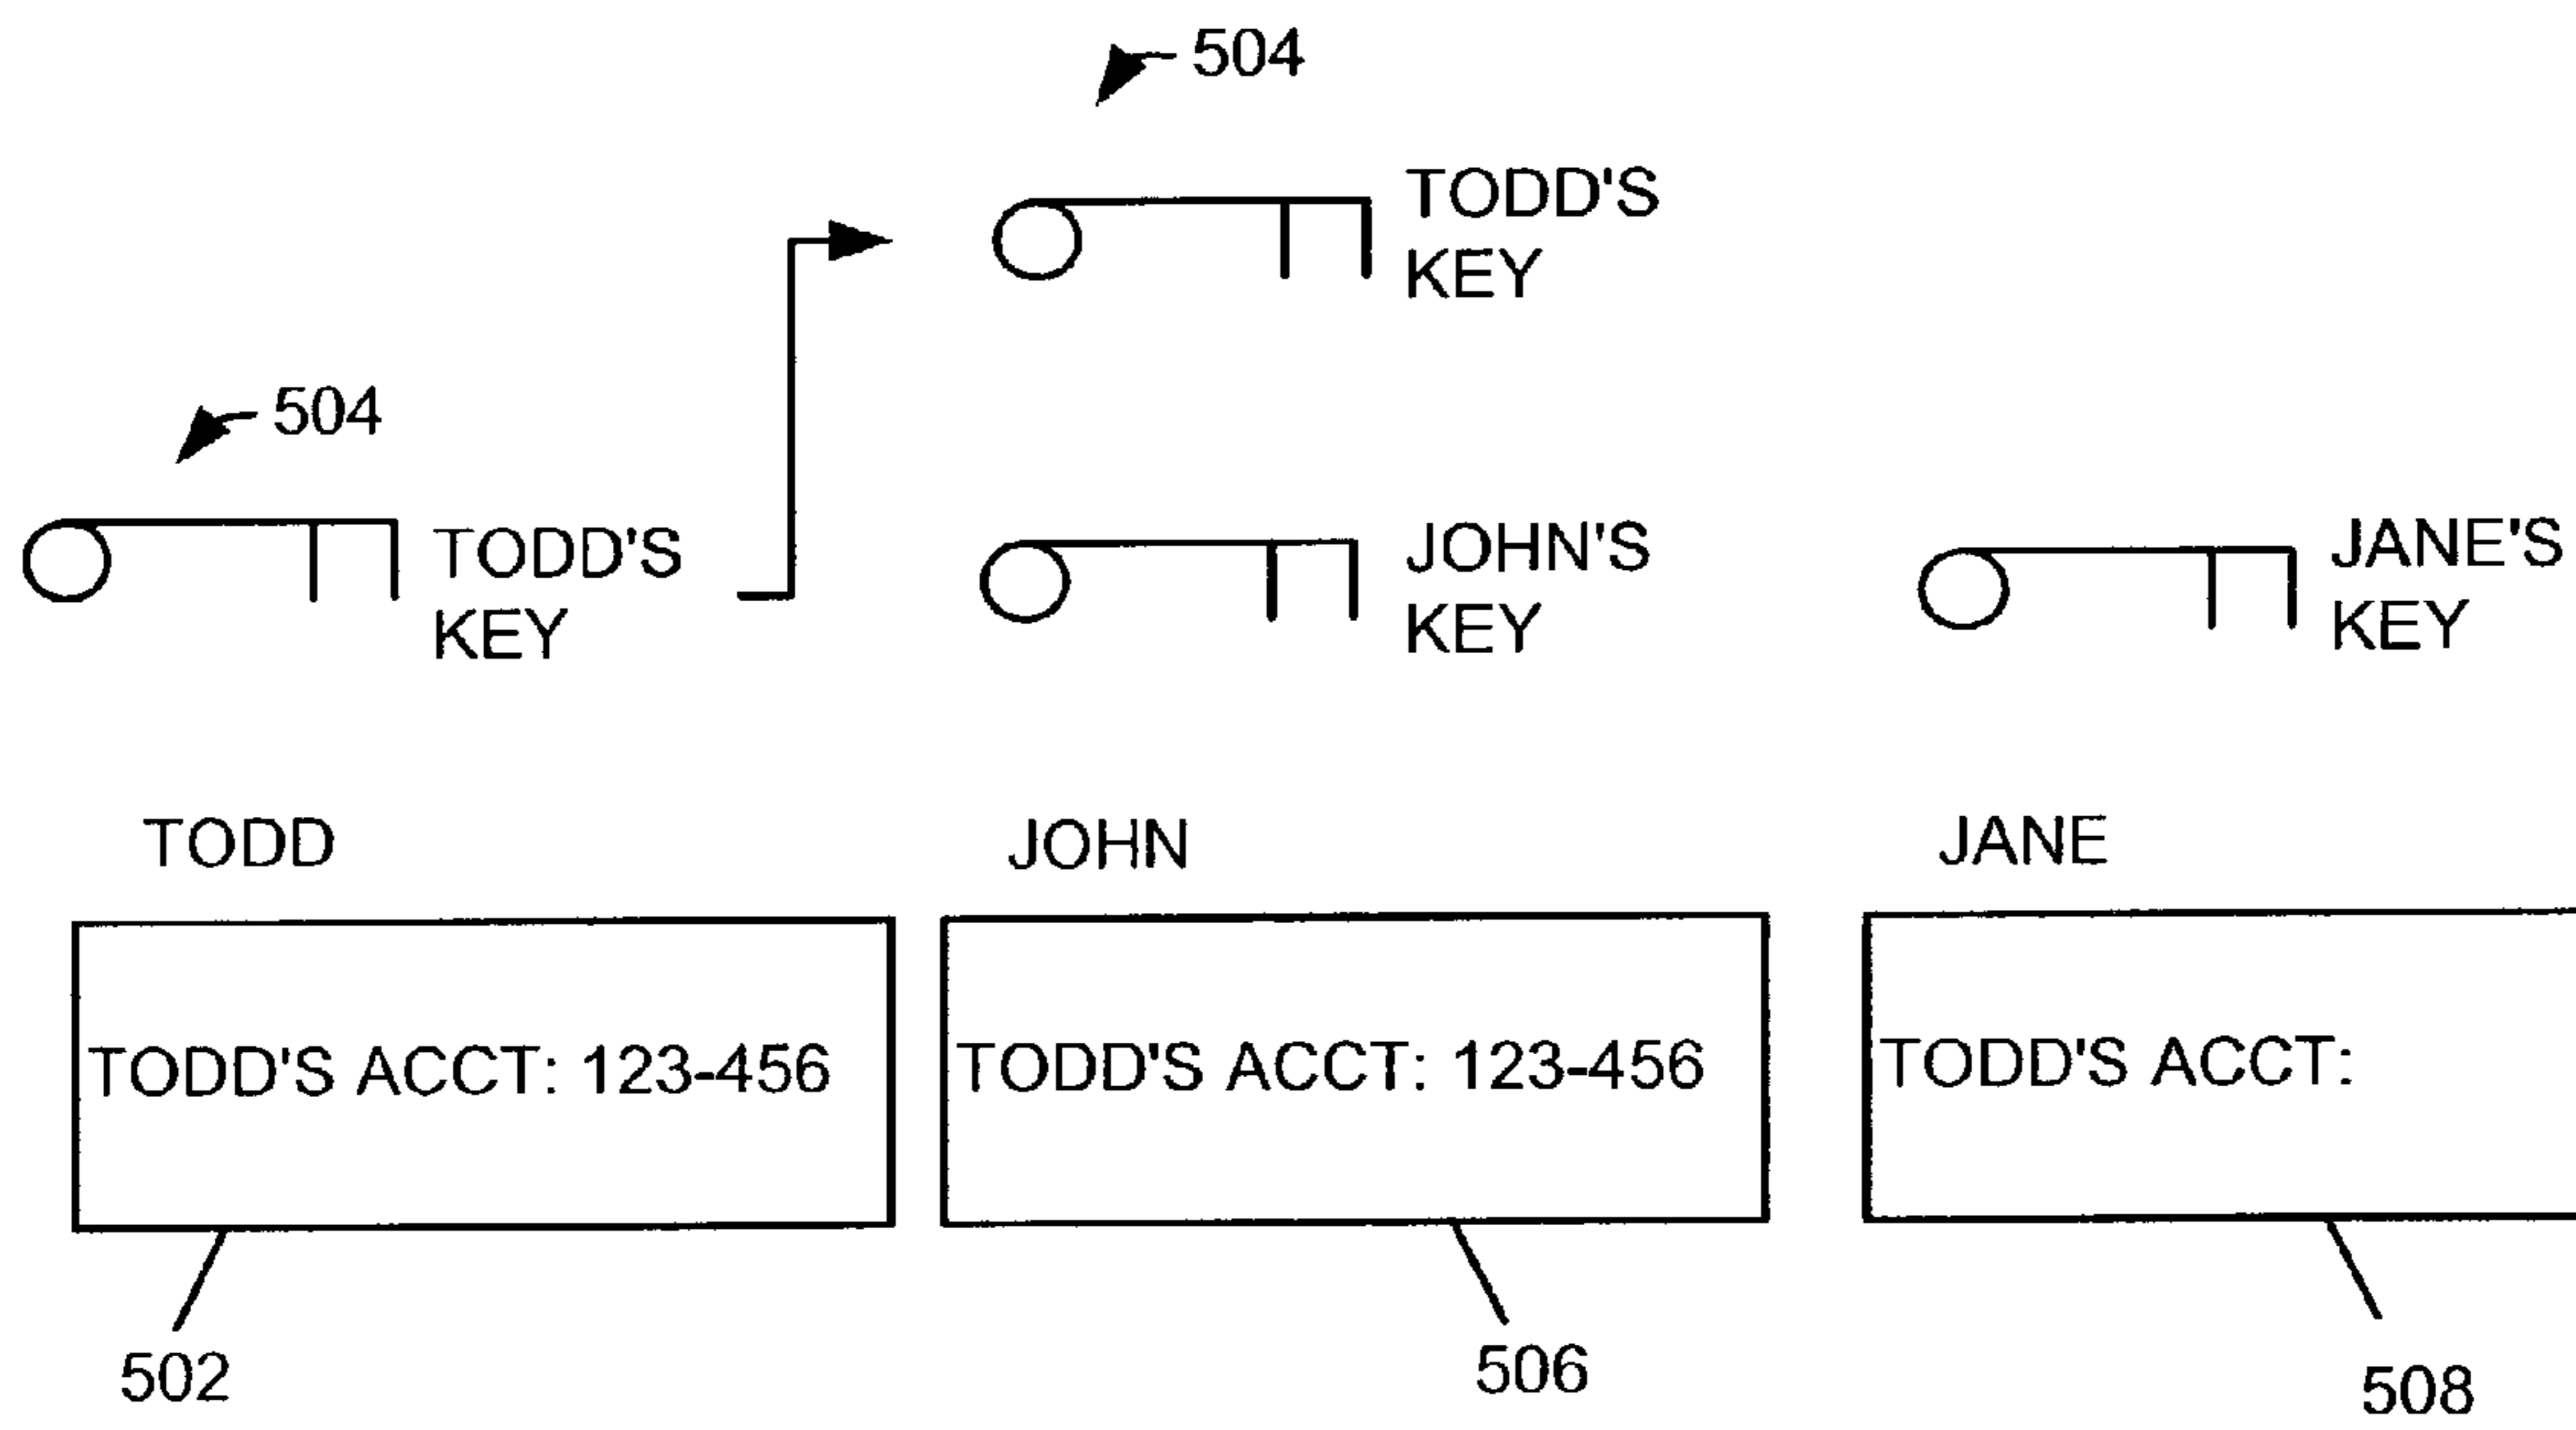 504
TODD'S
KEY
504
TODD'S
KEY
JOHN'S
KEY
JANE'S
KEY
TODD
JOHN
JANE
TODD'S ACCT: 123-456
TODD'S ACCT: 123-456
TODD'S ACCT:
502
506
508